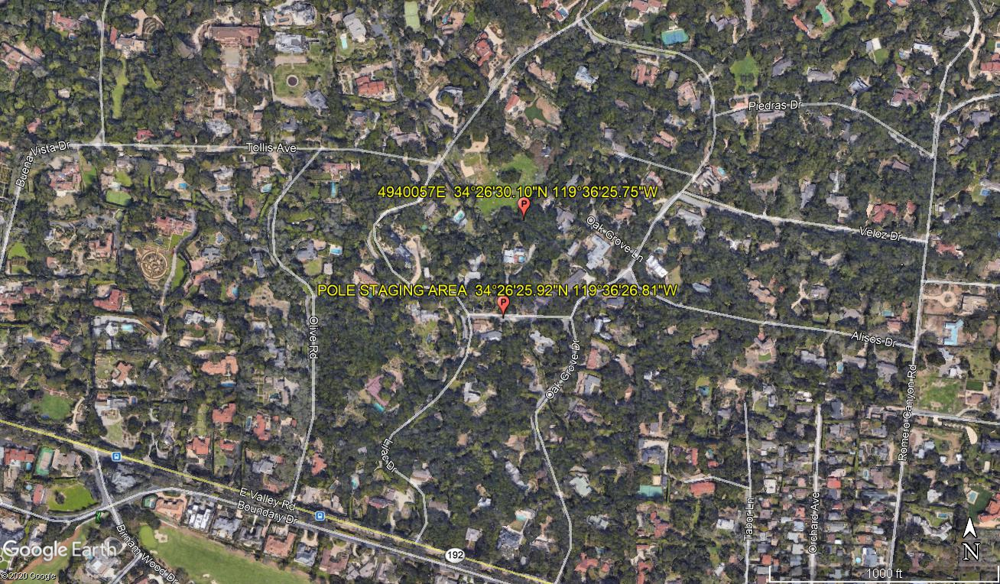 Piedras Dr
Buena Vista Dr
Tollis Ave
4940057E  34°26'30.10"N 119°36'25.75"W
P
Oak Grove Ln
Veloz Dr
POLE STAGING AREA  34°26'25.92"N 119°36'26.81"W
P
Olive Rd
Alisos Dr
Oak Grove Dr
Romero Canyon Rd
Lilac Dr
E Valley Rd
Boundary Dr
Tabor Ln
Orchard Ave
Birnam Wood Dr
192
N
Google Earth
© 2020 Google
1000 ft